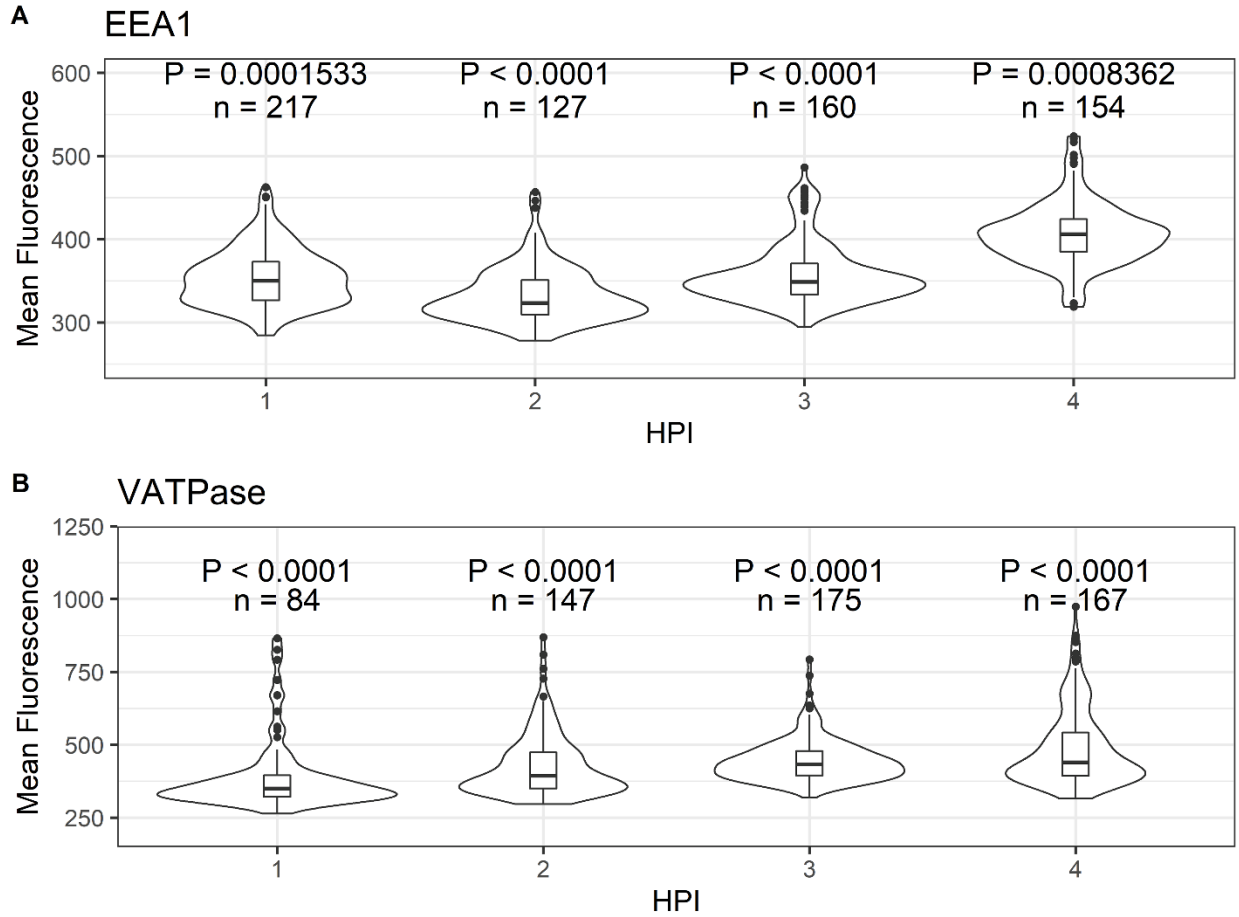 A
EEA1
P = 0.0001533 P < 0.0001 P < 0.0001 P = 0.0008362
n = 217 n = 127 n = 160 n = 154
Mean Fluorescence
600
500
400
300
1 2 3 4
HPI
B
VATPase
P < 0.0001 P < 0.0001 P < 0.0001 P < 0.0001
n = 84 n = 147 n = 175 n = 167
Mean Fluorescence
1250
1000
750
500
250
1 2 3 4
HPI